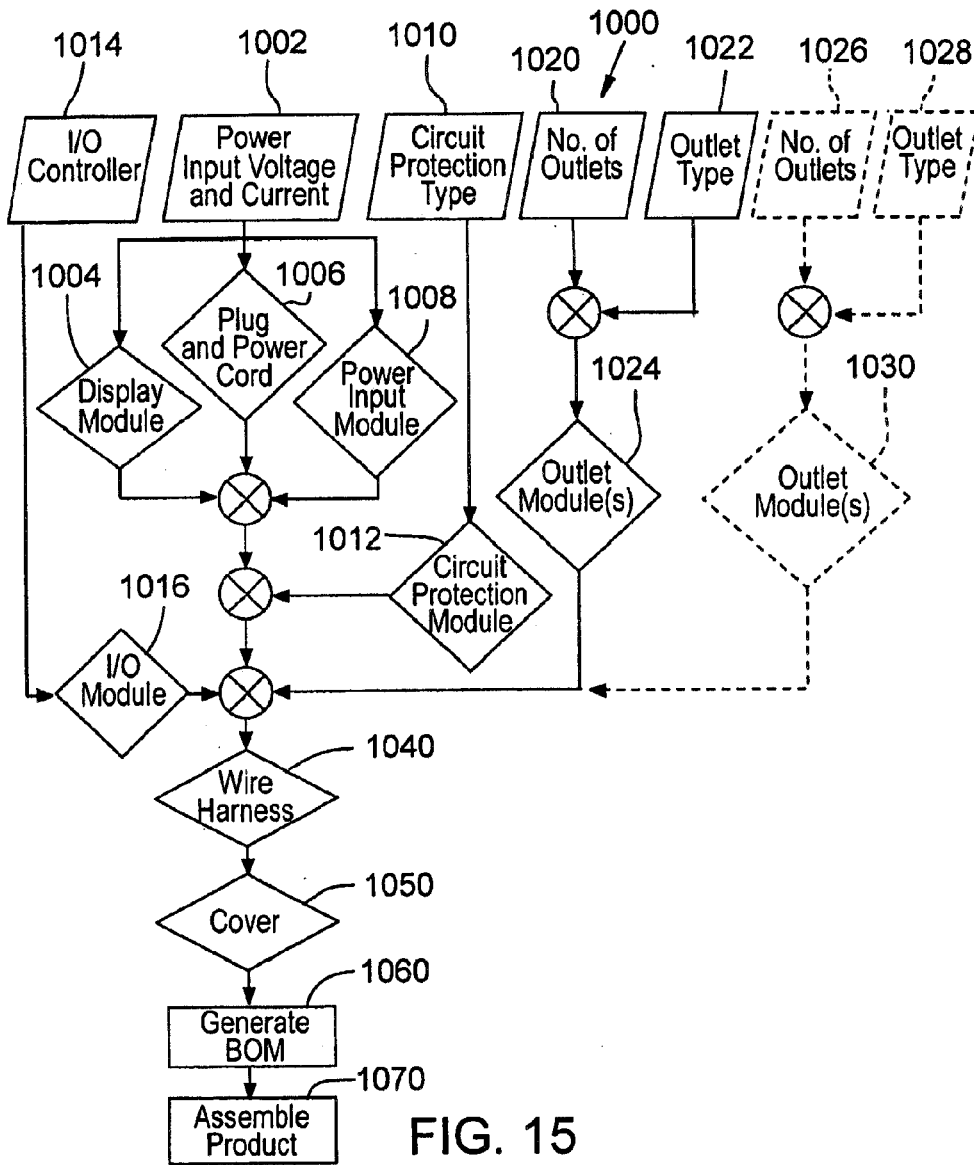 1014
1002
1010
1020
1000
1022
1026
1028
I/O
Controller
Power
Input Voltage
and Current
Circuit
Protection
Type
No. of
Outlets
Outlet
Type
No. of
Outlets
Outlet
Type
1004
1006
1008
Display
Module
Plug
and Power
Cord
Power
Input
Module
1024
1030
Outlet
Module(s)
Outlet
Module(s)
1012
Circuit
Protection
Module
1016
I/O
Module
1040
Wire
Harness
1050
Cover
1060
Generate
BOM
1070
Assemble
Product
FIG. 15